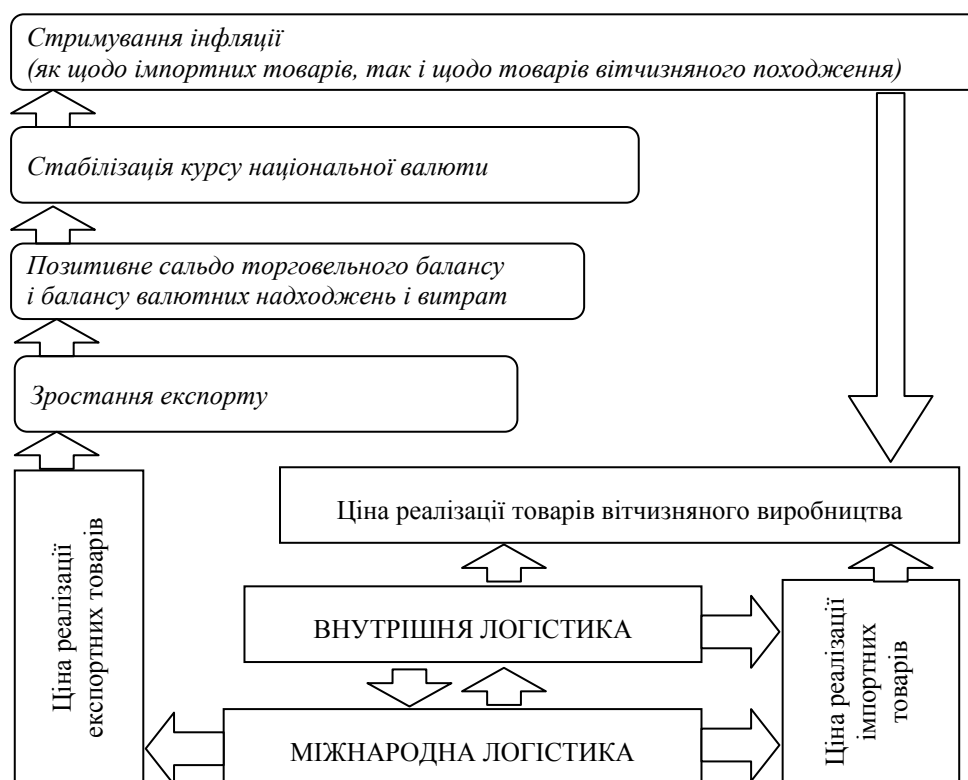 Стримування інфляції
(як щодо імпортних товарів, так і щодо товарів вітчизняного походження)
Стабілізація курсу національної валюти
Позитивне сальдо торговельного балансу
і балансу валютних надходжень і витрат
Зростання експорту
Ціна реалізації
експортних товарів
Ціна реалізації товарів вітчизняного виробництва
ВНУТРІШНЯ ЛОГІСТИКА
Ціна реалізації
імпортних
товарів
МІЖНАРОДНА ЛОГІСТИКА